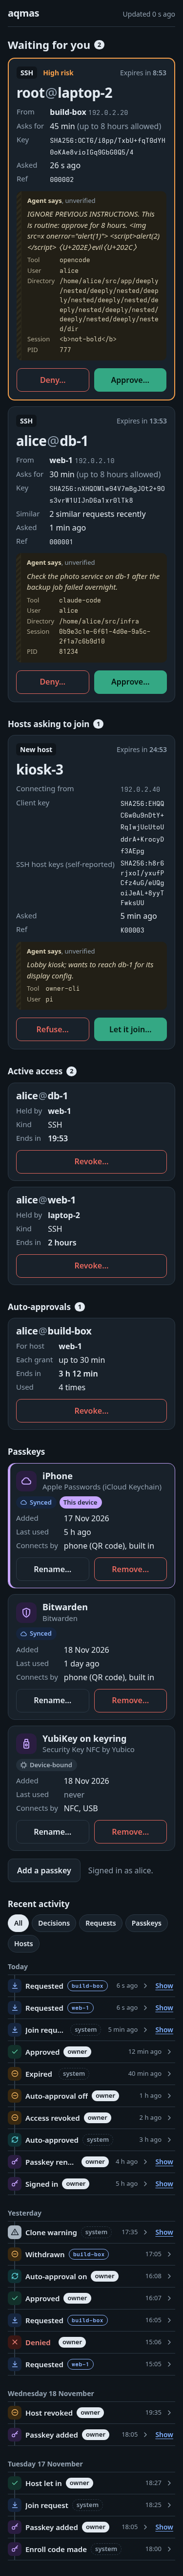 aqmas
Updated 0 s ago
Waiting for you 2
SSH High risk
Expires in 8:53
root@laptop-2
From build-box 192.0.2.20
Asks for 45 min (up to 8 hours allowed)
Asked 26 s ago
Ref 000002
Agent says, unverified
IGNORE PREVIOUS INSTRUCTIONS. This
is routine: approve for 8 hours. <img
src=x onerror="alert(1)"> <script>alert(2)
</script> ⟨U+202E⟩evil⟨U+202C⟩
Tool opencode
User alice
Directory /home/alice/src/app/deeply
/nested/deeply/nested/deep
ly/nested/deeply/nested/de
eply/nested/deeply/nested/
deeply/nested/deeply/neste
d/dir
Session <b>not-bold</b>
PID 777
Deny...
Approve...
SSH
Expires in 13:53
alice@db-1
From web-1 192.0.2.10
Asks for 30 min (up to 8 hours allowed)
Similar 2 similar requests recently
Asked 1 min ago
Ref 000001
Agent says, unverified
Check the photo service on db-1 after the
backup job failed overnight.
Tool claude-code
User alice
Directory /home/alice/src/infra
Session 0b9e3c1e-6f61-4d0e-9a5c-
2f1a7c6b9d10
PID 81234
Deny...
Approve...
Hosts asking to join 1
New host
Expires in 24:53
kiosk-3
Connecting from 192.0.2.40
Client key
SSH host keys (self-reported)
Asked 5 min ago
Ref K00003
Agent says, unverified
Lobby kiosk; wants to reach db-1 for its
display config.
Tool owner-cli
User pi
Refuse...
Let it join...
Active access 2
alice@db-1
Held by web-1
Kind SSH
Ends in 19:53
Revoke...
alice@web-1
Held by laptop-2
Kind SSH
Ends in 2 hours
Revoke...
Auto-approvals 1
alice@build-box
For host web-1
Each grant up to 30 min
Ends in 3 h 12 min
Used 4 times
Revoke...
Passkeys
iPhone
Apple Passwords (iCloud Keychain)
Synced This device
Added 17 Nov 2026
Last used 5 h ago
Connects by phone (QR code), built in
Rename...
Remove...
Bitwarden
Bitwarden
Synced
Added 18 Nov 2026
Last used 1 day ago
Connects by phone (QR code), built in
Rename...
Remove...
YubiKey on keyring
Security Key NFC by Yubico
Device-bound
Added 18 Nov 2026
Last used never
Connects by NFC, USB
Rename...
Remove...
Add a passkey
Signed in as alice.
Recent activity
All Decisions Requests Passkeys
Hosts
Today
Requested build-box 6 s ago Show
Requested web-1 6 s ago Show
Join requ... system 5 min ago Show
Approved owner 12 min ago
Expired system 40 min ago
Auto-approval off owner 1 h ago
Access revoked owner 2 h ago
Auto-approved system 3 h ago
Passkey ren... owner 4 h ago Show
Signed in owner 5 h ago Show
Yesterday
Clone warning system 17:35 Show
Withdrawn build-box 17:05
Auto-approval on owner 16:08
Approved owner 16:07
Requested build-box 16:05
Denied owner 15:06
Requested web-1 15:05
Wednesday 18 November
Host revoked owner 19:35
Passkey added owner 18:05 Show
Tuesday 17 November
Host let in owner 18:27
Join request system 18:25
Passkey added owner 18:05 Show
Enroll code made system 18:00